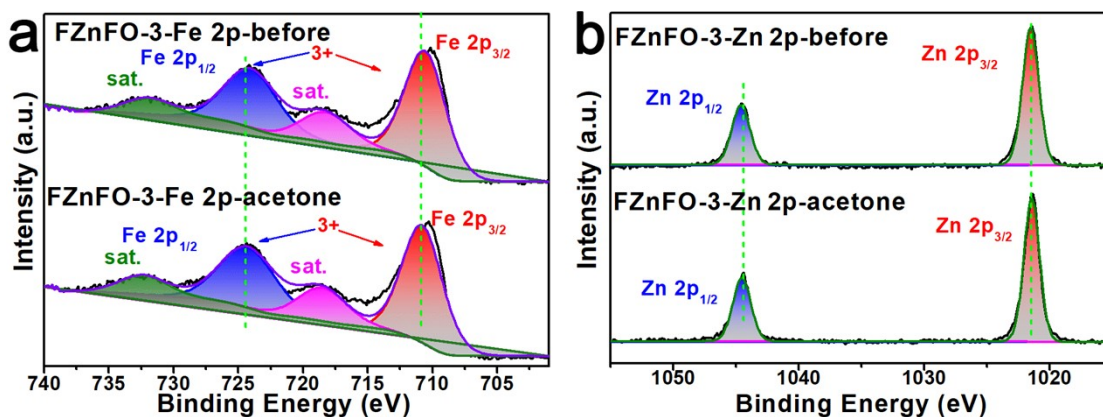 a
FZnFO-3-Fe 2p-before
Fe 2p1/2
3+
Fe 2p3/2
sat.
sat.
FZnFO-3-Fe 2p-acetone
Fe 2p1/2
3+
Fe 2p3/2
sat.
sat.
Intensity (a.u.)
740 735 730 725 720 715 710 705
Binding Energy (eV)
b
FZnFO-3-Zn 2p-before
Zn 2p3/2
Zn 2p1/2
FZnFO-3-Zn 2p-acetone
Zn 2p3/2
Zn 2p1/2
Intensity (a.u.)
1050 1040 1030 1020
Binding Energy (eV)